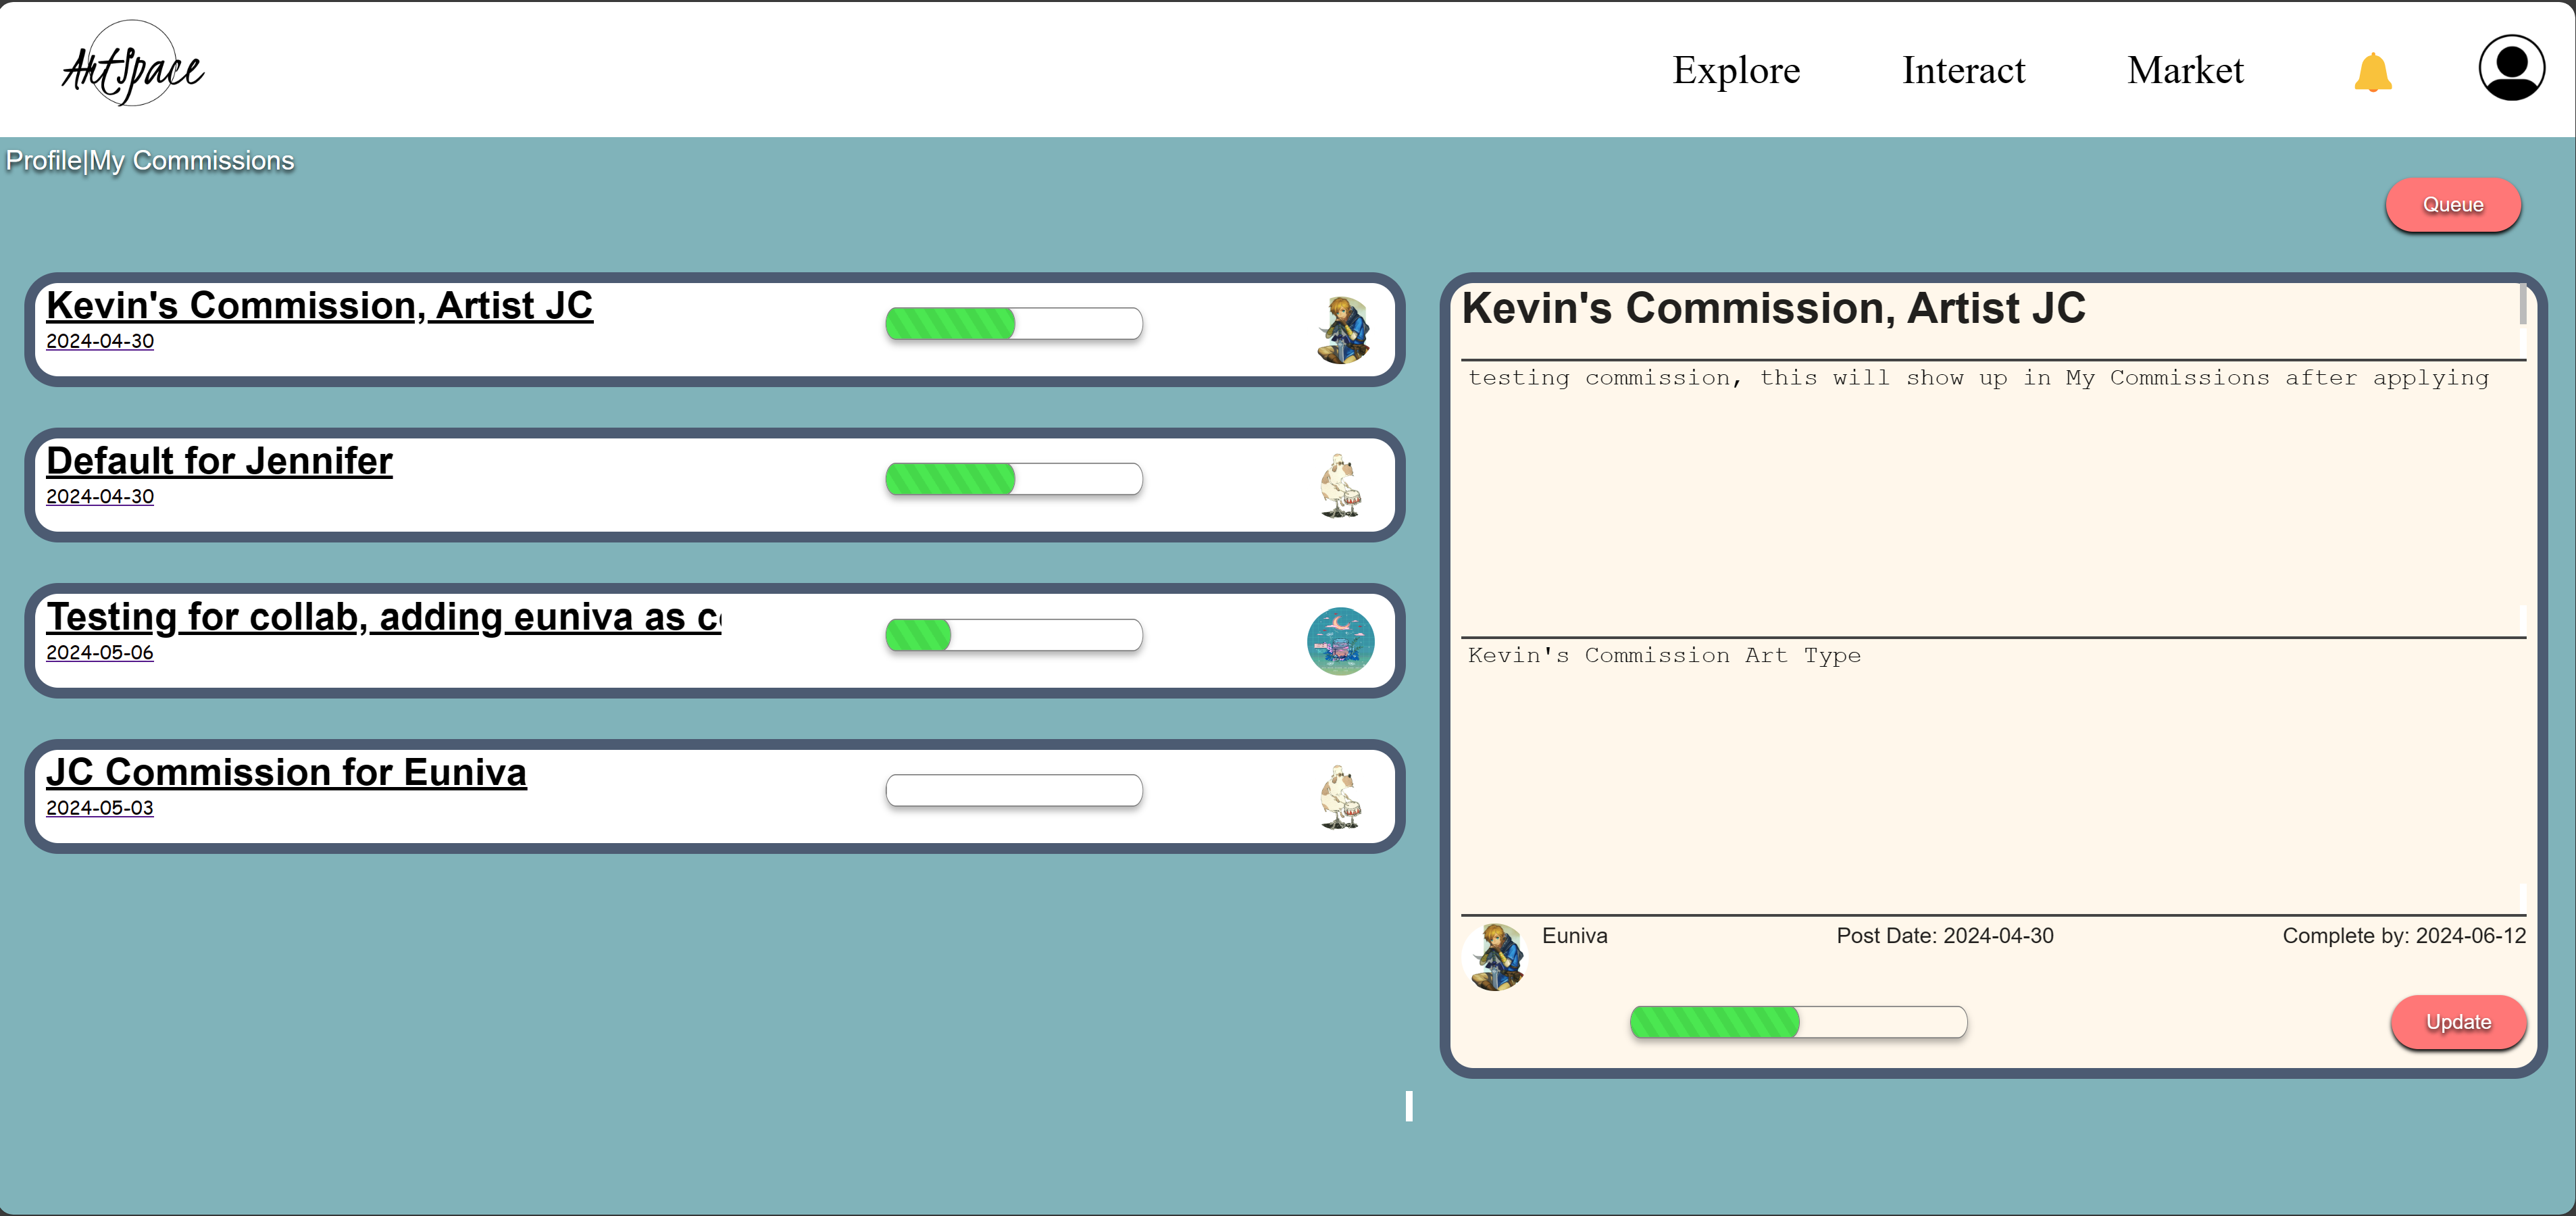 ArtSpace
Explore Interact Market
Profile|My Commissions
Queue
Kevin's Commission, Artist JC
2024-04-30
Default for Jennifer
2024-04-30
Testing for collab, adding euniva as c
2024-05-06
JC Commission for Euniva
2024-05-03
Kevin's Commission, Artist JC
testing commission, this will show up in My Commissions after applying
Kevin's Commission Art Type
Euniva Post Date: 2024-04-30 Complete by: 2024-06-12
Update